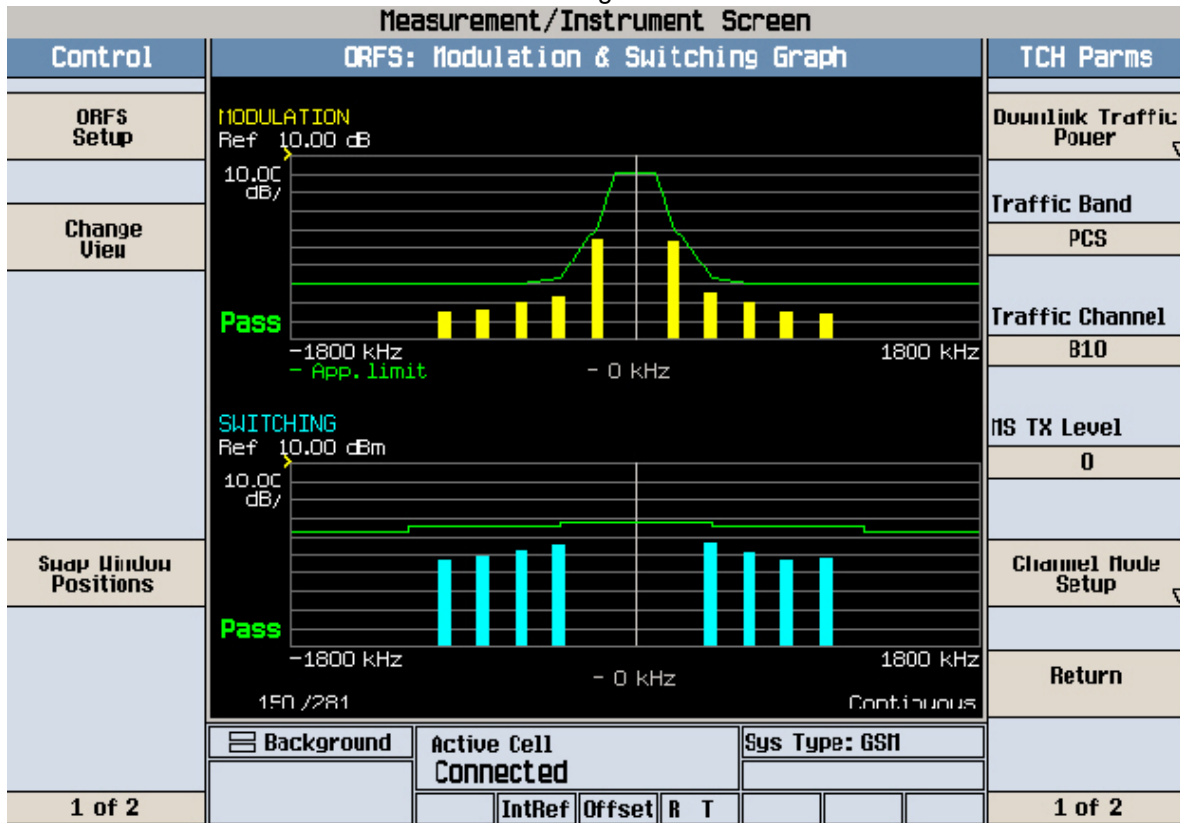 Measurement/Instrument Screen
Control
ORFS: Modulation & Switching Graph
TCH Parms
ORFS
Setup
Change
View
Swap Window
Positions
1 of 2
MODULATION
Ref 10.00 dB
10.00
dB/
Pass
-1800 kHz
1800 kHz
- App. limit
- 0 kHz
SWITCHING
Ref 10.00 dBm
10.00
dB/
Pass
-1800 kHz
1800 kHz
- 0 kHz
150 /281
Continuous
Background
Active Cell
Connected
Sys Type: GSM
IntRef
Offset
R T
Downlink Traffic
Power
Traffic Band
PCS
Traffic Channel
810
MS TX Level
0
Channel Mode
Setup
Return
1 of 2